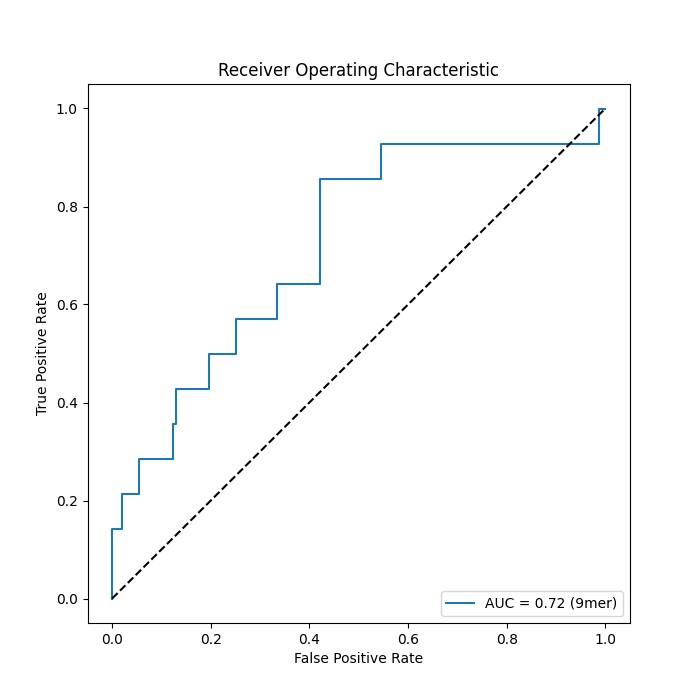 Receiver Operating Characteristic
1.0
0.8
0.6
0.4
0.2
0.0
True Positive Rate
AUC = 0.72 (9mer)
0.0 0.2 0.4 0.6 0.8 1.0
False Positive Rate